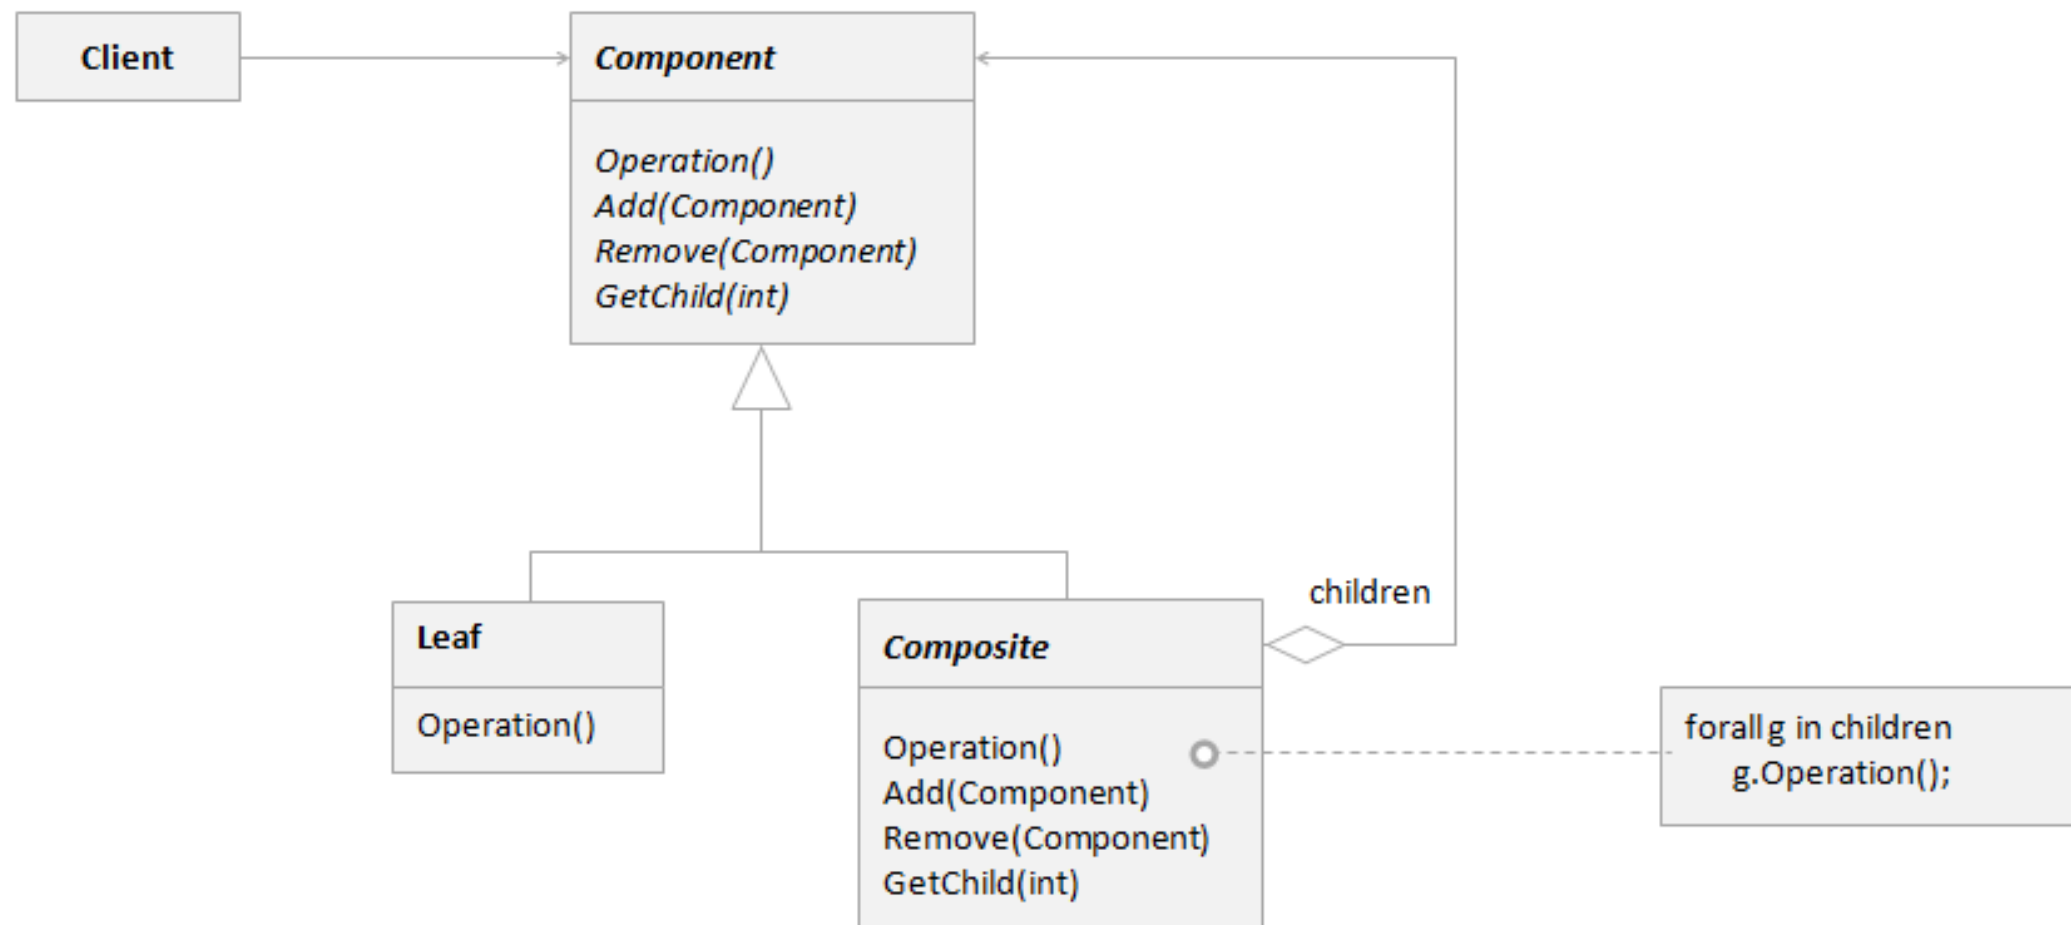 Client
Component
Operation()
Add(Component)
Remove(Component)
GetChild(int)
children
Leaf
Operation()
Composite
Operation()
Add(Component)
Remove(Component)
GetChild(int)
forall g in children
g.Operation();